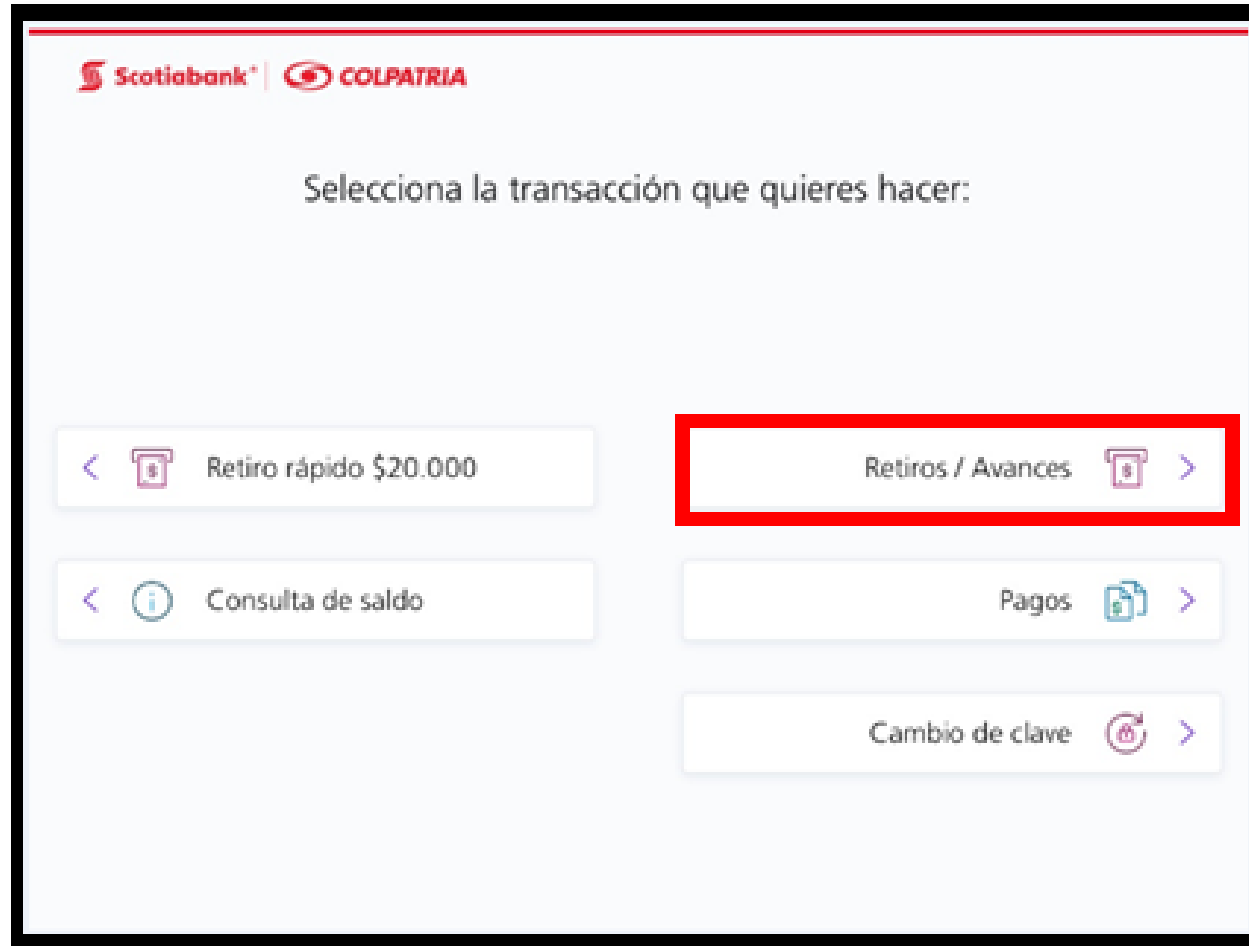 Scotiabank* COLPATRIA
Selecciona la transacción que quieres hacer:
Retiro rápido $20.000
Retiros / Avances
Consulta de saldo
Pagos
Cambio de clave